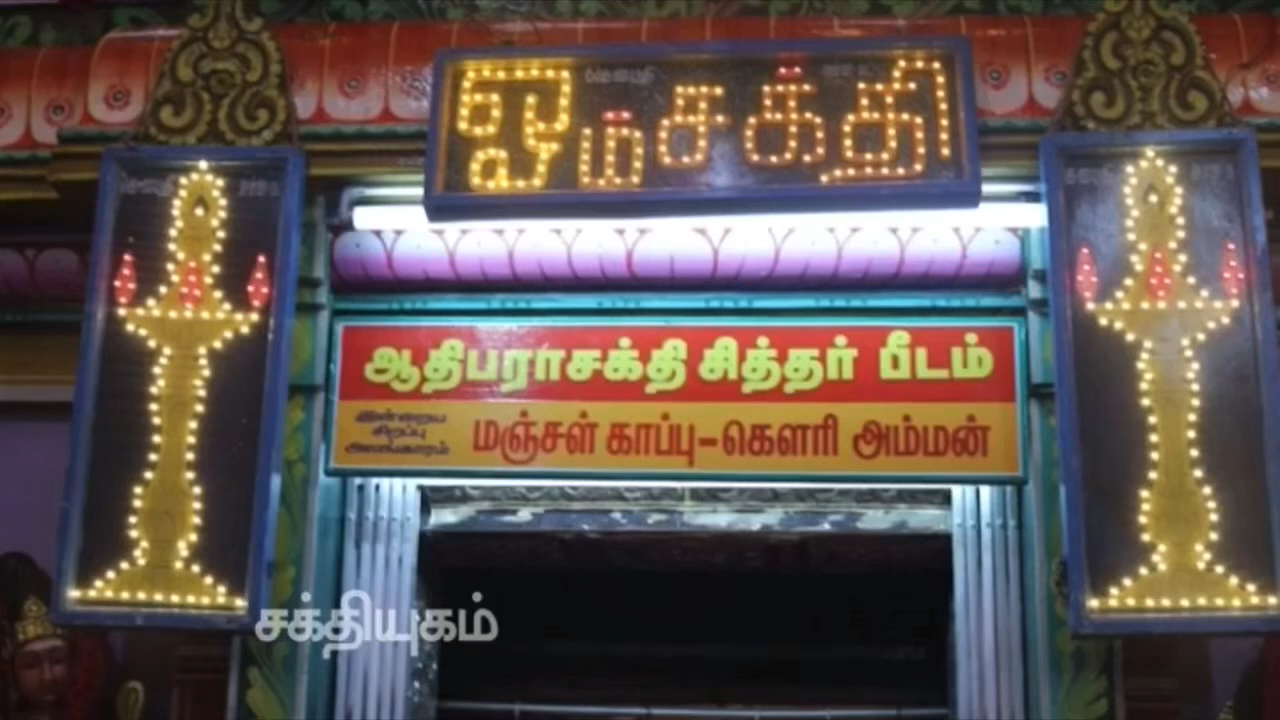 ஓம் சக்தி
ஆதிபராசக்தி சித்தர் பீடம்
இன்றைய
சிறப்பு
அலங்காரம்
மஞ்சள் காப்பு-கௌரி அம்மன்
சக்தியுகம்